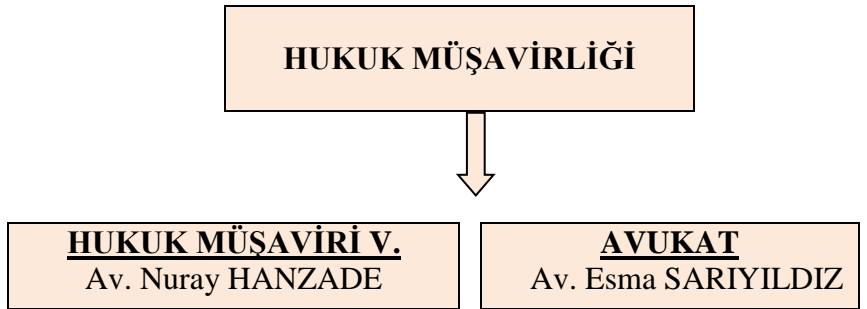 HUKUK MÜŞAVİRLİĞİ
HUKUK MÜŞAVİRİ V.
Av. Nuray HANZADE
AVUKAT
Av. Esma SARIYILDIZ